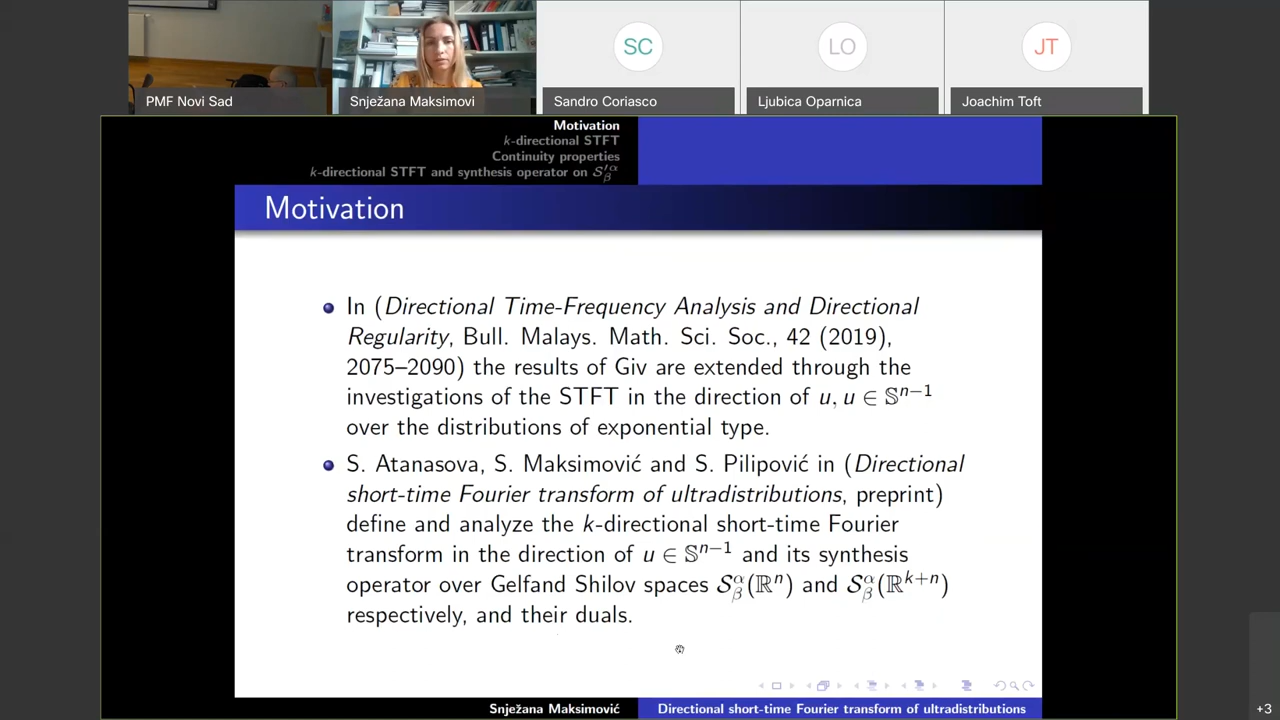 SC
LO
JT
PMF Novi Sad
Snježana Maksimovi
Sandro Coriasco
Ljubica Oparnica
Joachim Toft
Motivation
k-directional STFT
Continuity properties
k-directional STFT and synthesis operator on 𝒮′^α_β
Motivation
In (Directional Time-Frequency Analysis and Directional
Regularity, Bull. Malays. Math. Sci. Soc., 42 (2019),
2075–2090) the results of Giv are extended through the
investigations of the STFT in the direction of u, u ∈ 𝕊^{n−1}
over the distributions of exponential type.
S. Atanasova, S. Maksimović and S. Pilipović in (Directional
short-time Fourier transform of ultradistributions, preprint)
define and analyze the k-directional short-time Fourier
transform in the direction of u ∈ 𝕊^{n−1} and its synthesis
operator over Gelfand Shilov spaces 𝒮^α_β(ℝ^n) and 𝒮^α_β(ℝ^{k+n})
respectively, and their duals.
Snježana Maksimović
Directional short-time Fourier transform of ultradistributions
+3